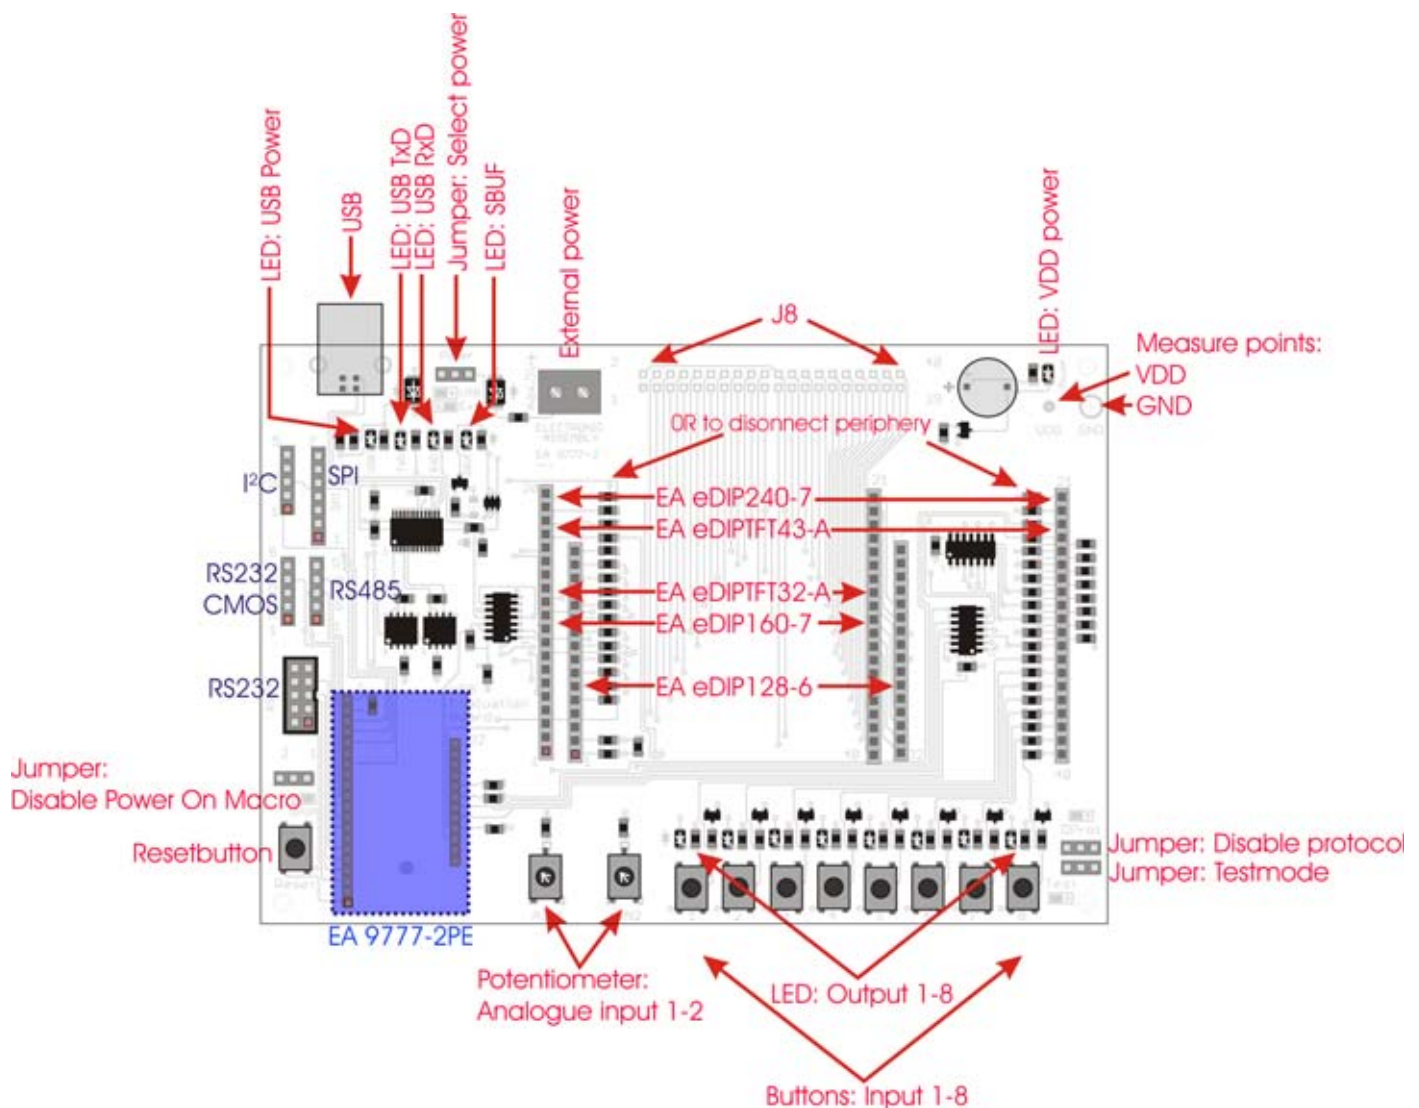 LED: USB Power
USB
LED: USB TxD
LED: USB RxD
Jumper: Select power
LED: SBUF
External power
J8
LED: VDD power
Measure points:
VDD
GND
0R to disonnect periphery
I²C
SPI
EA eDIP240-7
EA eDIPTFT43-A
RS232
CMOS
RS485
EA eDIPTFT32-A
EA eDIP160-7
RS232
EA eDIP128-6
Jumper:
Disable Power On Macro
Resetbutton
Jumper: Disable protocol
Jumper: Testmode
EA 9777-2PE
Potentiometer:
Analogue input 1-2
LED: Output 1-8
Buttons: Input 1-8